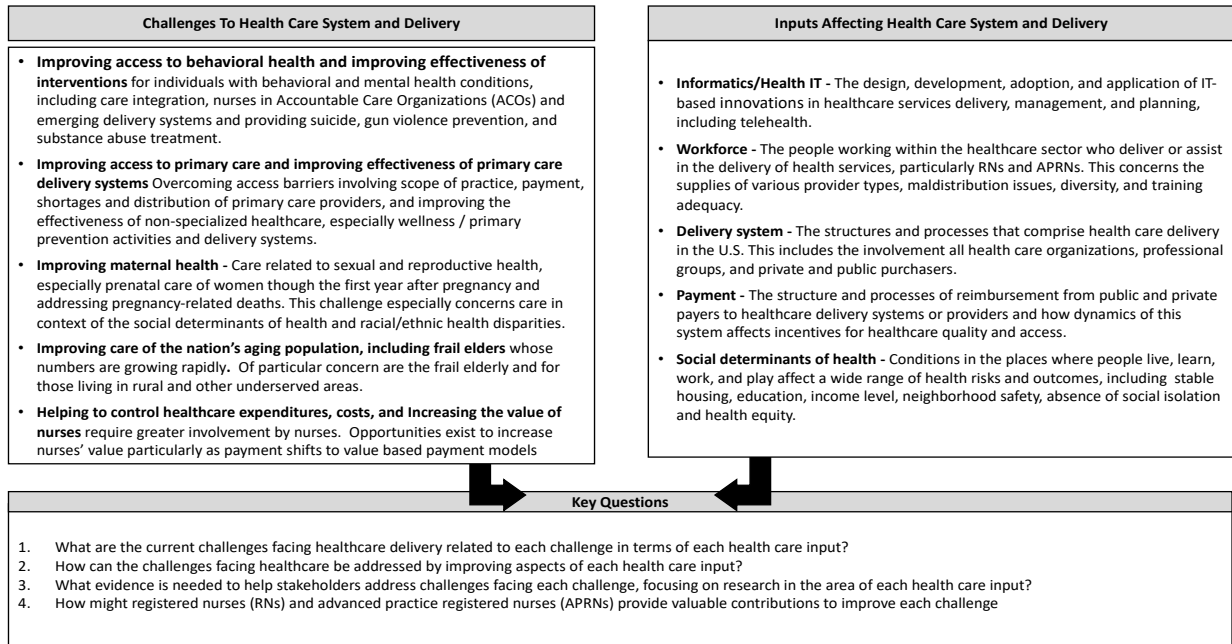 Challenges To Health Care System and Delivery
• Improving access to behavioral health and improving effectiveness of
interventions for individuals with behavioral and mental health conditions,
including care integration, nurses in Accountable Care Organizations (ACOs) and
emerging delivery systems and providing suicide, gun violence prevention, and
substance abuse treatment.
• Improving access to primary care and improving effectiveness of primary care
delivery systems Overcoming access barriers involving scope of practice, payment,
shortages and distribution of primary care providers, and improving the
effectiveness of non-specialized healthcare, especially wellness / primary
prevention activities and delivery systems.
• Improving maternal health - Care related to sexual and reproductive health,
especially prenatal care of women though the first year after pregnancy and
addressing pregnancy-related deaths. This challenge especially concerns care in
context of the social determinants of health and racial/ethnic health disparities.
• Improving care of the nation's aging population, including frail elders whose
numbers are growing rapidly. Of particular concern are the frail elderly and for
those living in rural and other underserved areas.
• Helping to control healthcare expenditures, costs, and Increasing the value of
nurses require greater involvement by nurses. Opportunities exist to increase
nurses' value particularly as payment shifts to value based payment models
Inputs Affecting Health Care System and Delivery
• Informatics/Health IT - The design, development, adoption, and application of IT-
based innovations in healthcare services delivery, management, and planning,
including telehealth.
• Workforce - The people working within the healthcare sector who deliver or assist
in the delivery of health services, particularly RNs and APRNs. This concerns the
supplies of various provider types, maldistribution issues, diversity, and training
adequacy.
• Delivery system - The structures and processes that comprise health care delivery
in the U.S. This includes the involvement all health care organizations, professional
groups, and private and public purchasers.
• Payment - The structure and processes of reimbursement from public and private
payers to healthcare delivery systems or providers and how dynamics of this
system affects incentives for healthcare quality and access.
• Social determinants of health - Conditions in the places where people live, learn,
work, and play affect a wide range of health risks and outcomes, including stable
housing, education, income level, neighborhood safety, absence of social isolation
and health equity.
Key Questions
1. What are the current challenges facing healthcare delivery related to each challenge in terms of each health care input?
2. How can the challenges facing healthcare be addressed by improving aspects of each health care input?
3. What evidence is needed to help stakeholders address challenges facing each challenge, focusing on research in the area of each health care input?
4. How might registered nurses (RNs) and advanced practice registered nurses (APRNs) provide valuable contributions to improve each challenge